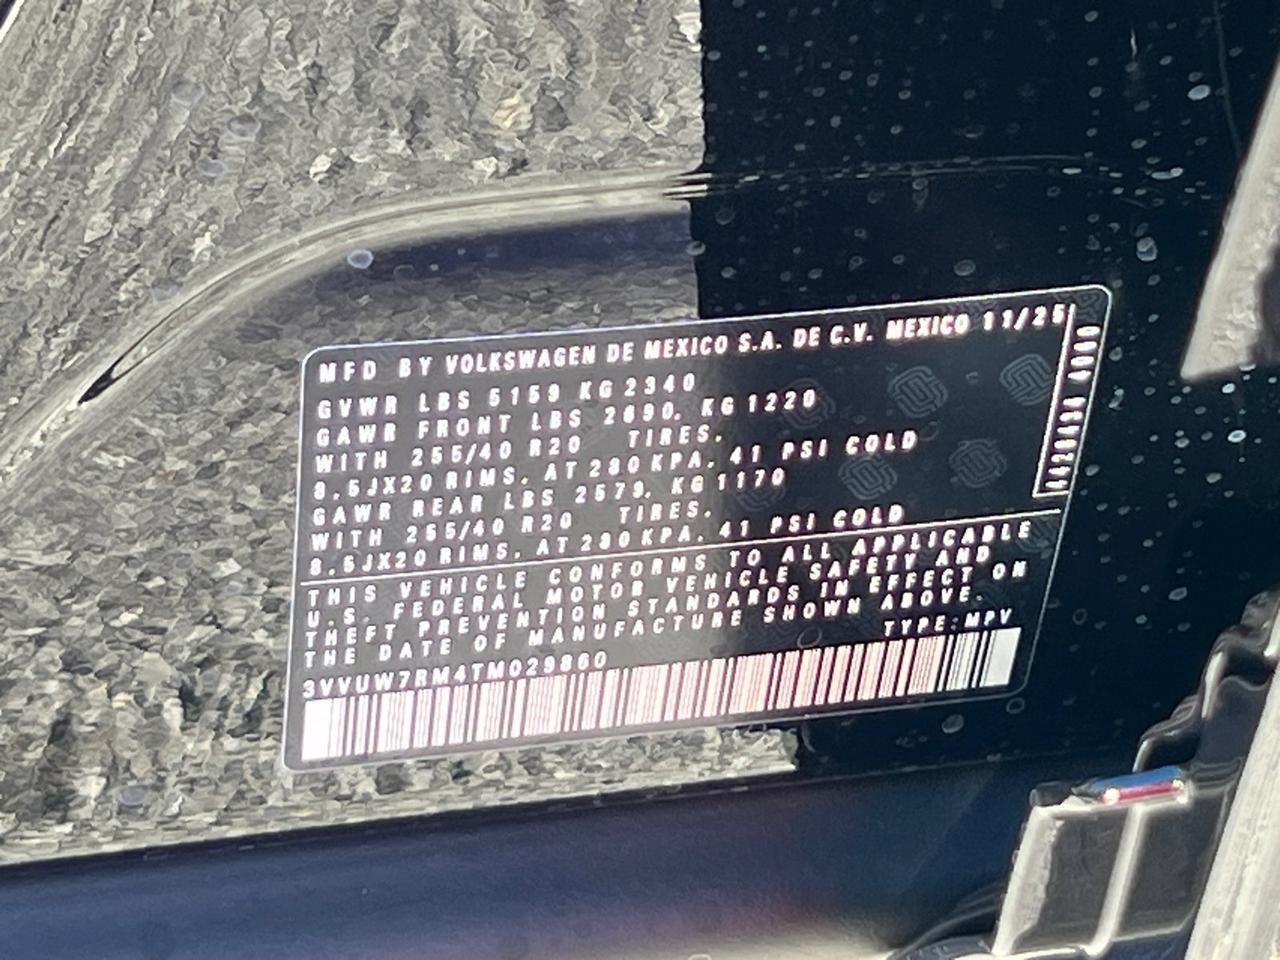 MFD BY VOLKSWAGEN DE MEXICO S.A. DE C.V. MEXICO 11/25
GVWR LBS 5159 KG 2340
GAWR FRONT LBS 2690. KG 1220
WITH 255/40 R20 TIRES.
8.5JX20 RIMS. AT 280 KPA. 41 PSI COLD
GAWR REAR LBS 2579. KG 1170
WITH 255/40 R20 TIRES.
8.5JX20 RIMS. AT 280 KPA. 41 PSI COLD
THIS VEHICLE CONFORMS TO ALL APPLICABLE
U.S. FEDERAL MOTOR VEHICLE SAFETY AND
THEFT PREVENTION STANDARDS IN EFFECT ON
THE DATE OF MANUFACTURE SHOWN ABOVE.
3VVUW7RM4TM029860 TYPE:MPV